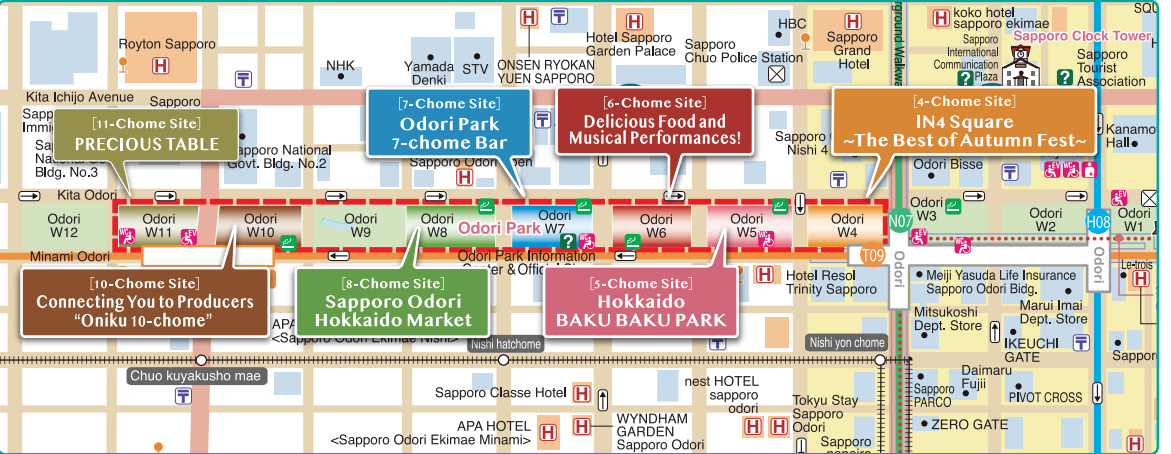 Royton Sapporo
H
NHK
Yamada
Denki
STV
H
ONSEN RYOKAN
YUEN SAPPORO
H
Hotel Sapporo
Garden Palace
Sapporo
Chuo Police Station
HBC
H
Sapporo
Grand
Hotel
H
koko hotel
sapporo ekimae
Sapporo
International
Communication
Plaza
Sapporo Clock Tower
?
?
Sapporo
Tourist
Association
Kita Ichijo Avenue
Sapporo
[11-Chome Site]
PRECIOUS TABLE
[7-Chome Site]
Odori Park
7-chome Bar
[6-Chome Site]
Delicious Food and
Musical Performances!
[4-Chome Site]
IN4 Square
~The Best of Autumn Fest~
No.3
Sapporo National
Govt. Bldg. No.2
H
Nishi 4
Odori Bisse
Kanamo
Hall
Kita Odori
Odori
W12
Odori
W11
Odori
W10
Odori
W9
Odori
W8
Odori Park
Odori
W7
?
Odori
W6
Odori
W5
Odori
W4
N07
Odori
W3
Odori
W2
H08
Odori
W1
WC
EV
Minami Odori
Odori Park Information
T09
Odori
Odori
[10-Chome Site]
Connecting You to Producers
“Oniku 10-chome”
[8-Chome Site]
Sapporo Odori
Hokkaido Market
[5-Chome Site]
Hokkaido
BAKU BAKU PARK
H
Hotel Resol
Trinity Sapporo
Meiji Yasuda Life Insurance
Sapporo Odori Bldg.
Le-trois
H
Mitsukoshi
Dept. Store
Marui Imai
Dept. Store
IKEUCHI
GATE
APA
<Sapporo Odori Ekimae Nishi>
Nishi hatchome
Nishi yon chome
Sapporo
Chuo kuyakusho mae
Sapporo
PARCO
Daimaru
Fujii
PIVOT CROSS
Sapporo Classe Hotel
H
nest HOTEL
sapporo
odori
H
H
Tokyu Stay
Sapporo
Odori
APA HOTEL
<Sapporo Odori Ekimae Minami>
H
H
WYNDHAM
GARDEN
Sapporo Odori
ZERO GATE
H